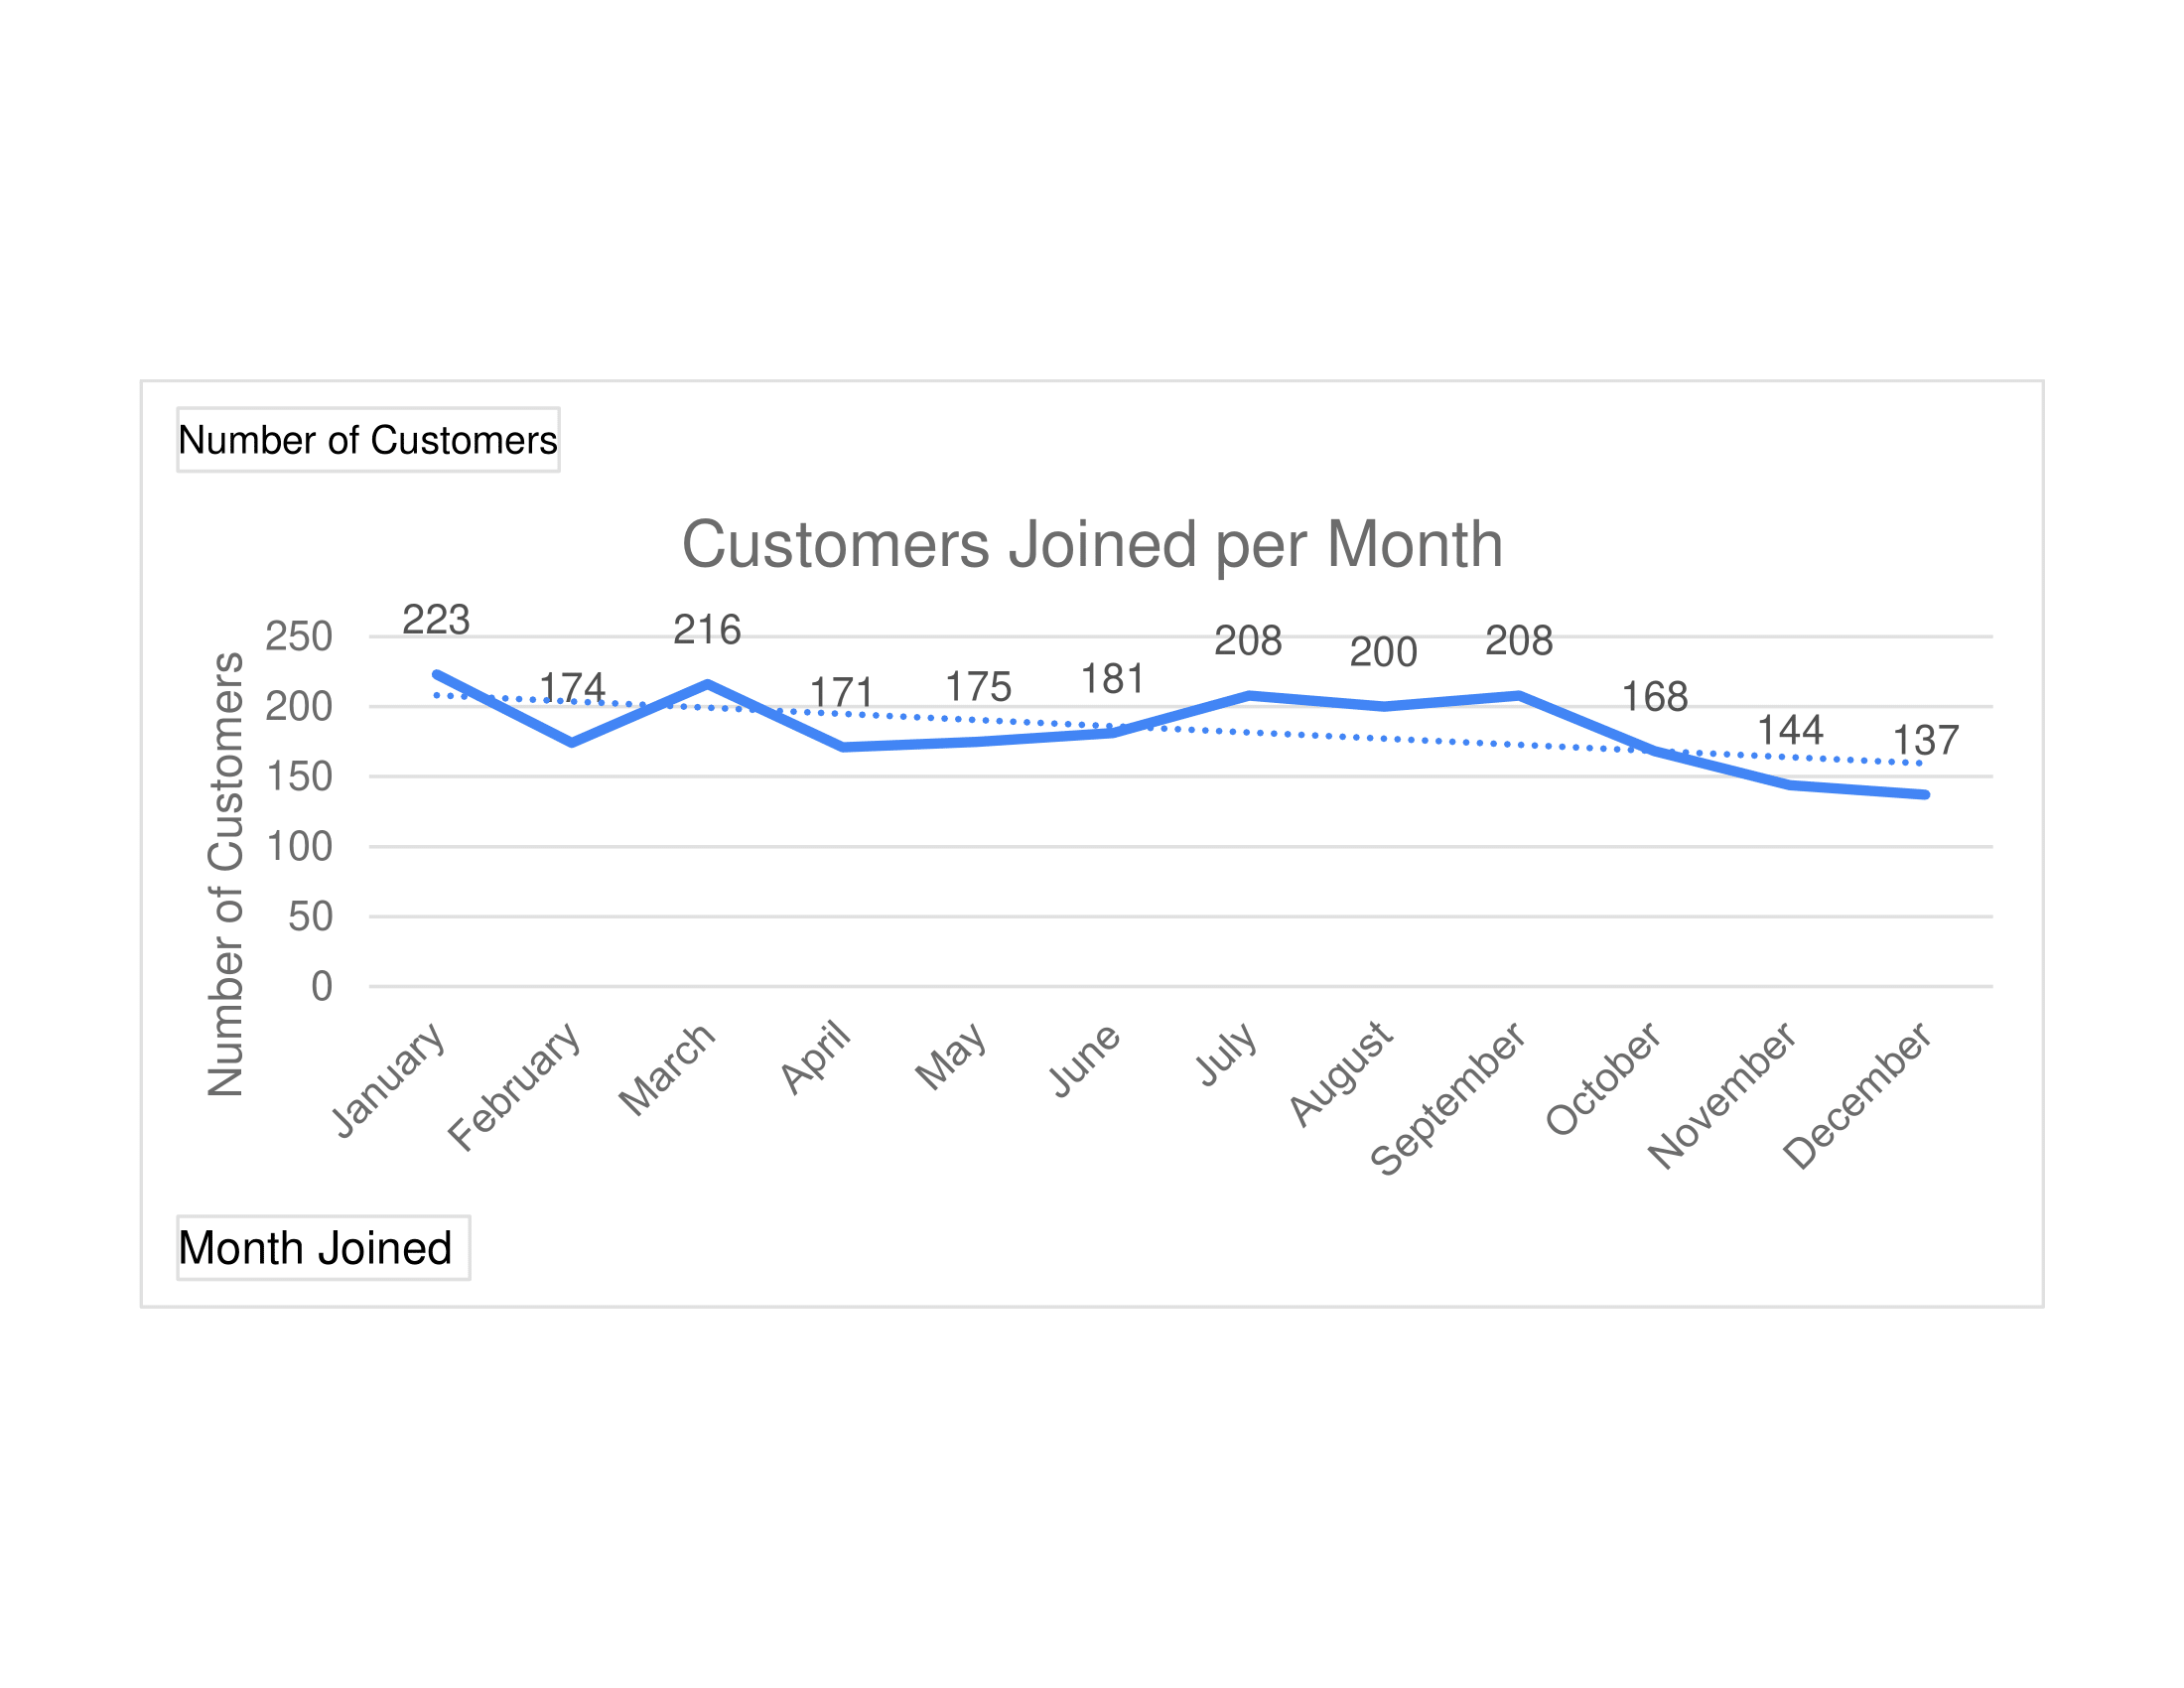 Number of Customers
Customers Joined per Month
Number of Customers
250
200
150
100
50
0
223
174
216
171
175
181
208
200
208
168
144
137
January
February
March
April
May
June
July
August
September
October
November
December
Month Joined